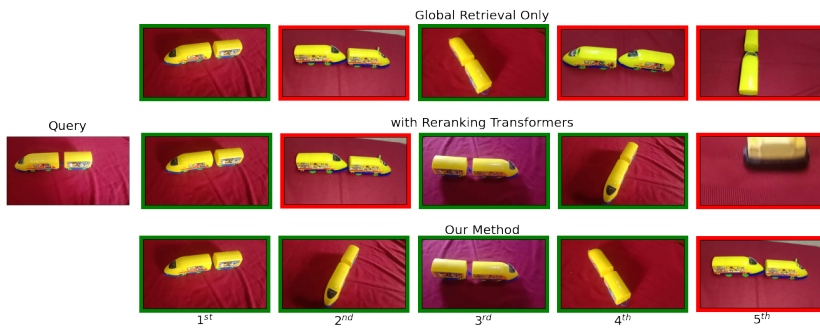 Global Retrieval Only
Query
with Reranking Transformers
Our Method
1st 2nd 3rd 4th 5th